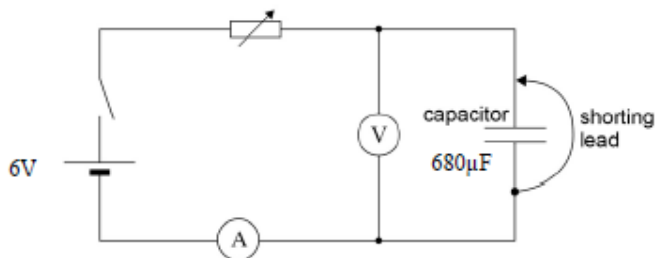 6V
A
V
capacitor
680µF
shorting
lead